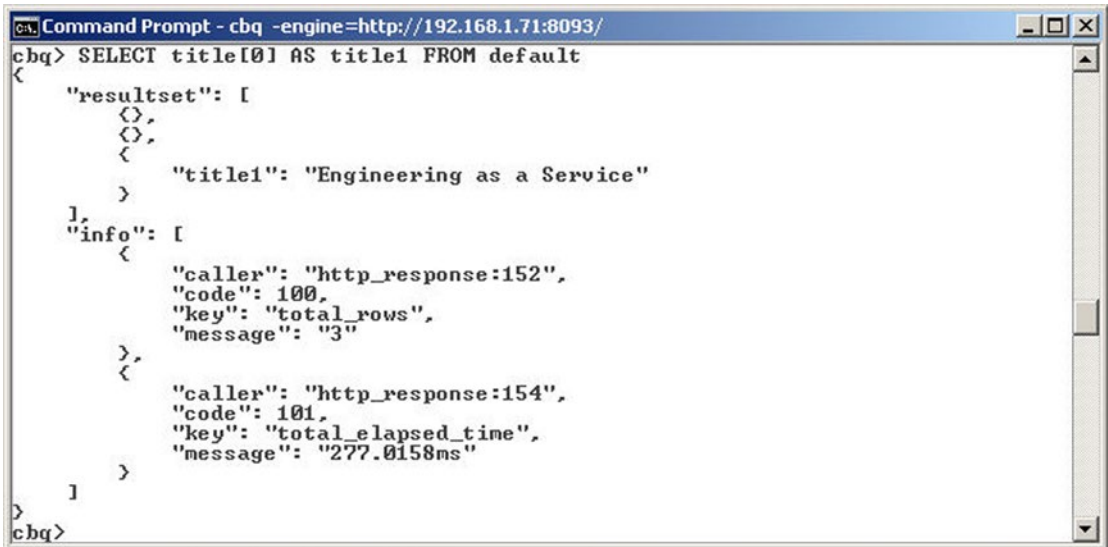 Command Prompt - cbq -engine=http://192.168.1.71:8093/
cbq> SELECT title[0] AS title1 FROM default
{
     "resultset": [
          {},
          {},
          {
               "title1": "Engineering as a Service"
          }
     ],
     "info": [
          {
               "caller": "http_response:152",
               "code": 100,
               "key": "total_rows",
               "message": "3"
          },
          {
               "caller": "http_response:154",
               "code": 101,
               "key": "total_elapsed_time",
               "message": "277.0158ms"
          }
     ]
}
cbq>